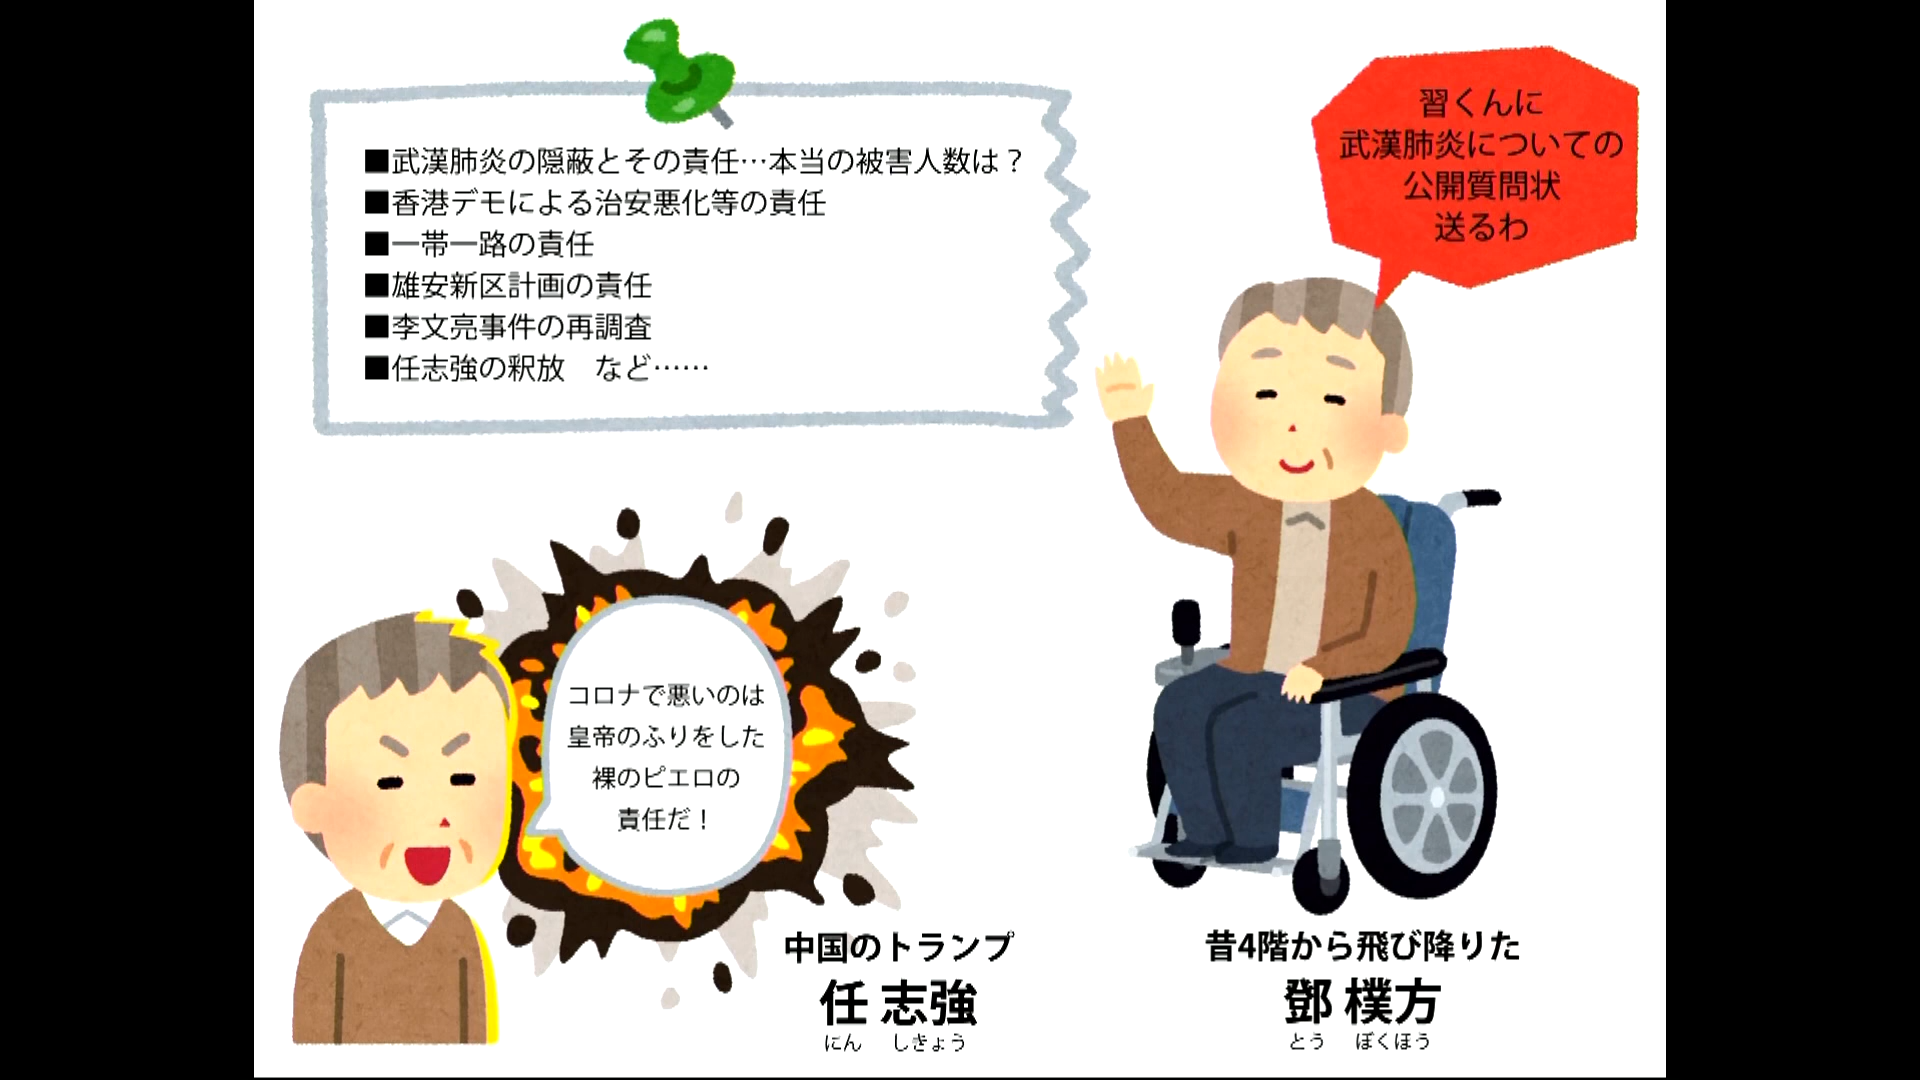 ■武漢肺炎の隠蔽とその責任…本当の被害人数は？
■香港デモによる治安悪化等の責任
■一帯一路の責任
■雄安新区計画の責任
■李文亮事件の再調査
■任志強の釈放　など……
習くんに
武漢肺炎についての
公開質問状
送るわ
コロナで悪いのは
皇帝のふりをした
裸のピエロの
責任だ！
中国のトランプ
任 志強
にん しきょう
昔4階から飛び降りた
鄧 樸方
とう ぼくほう